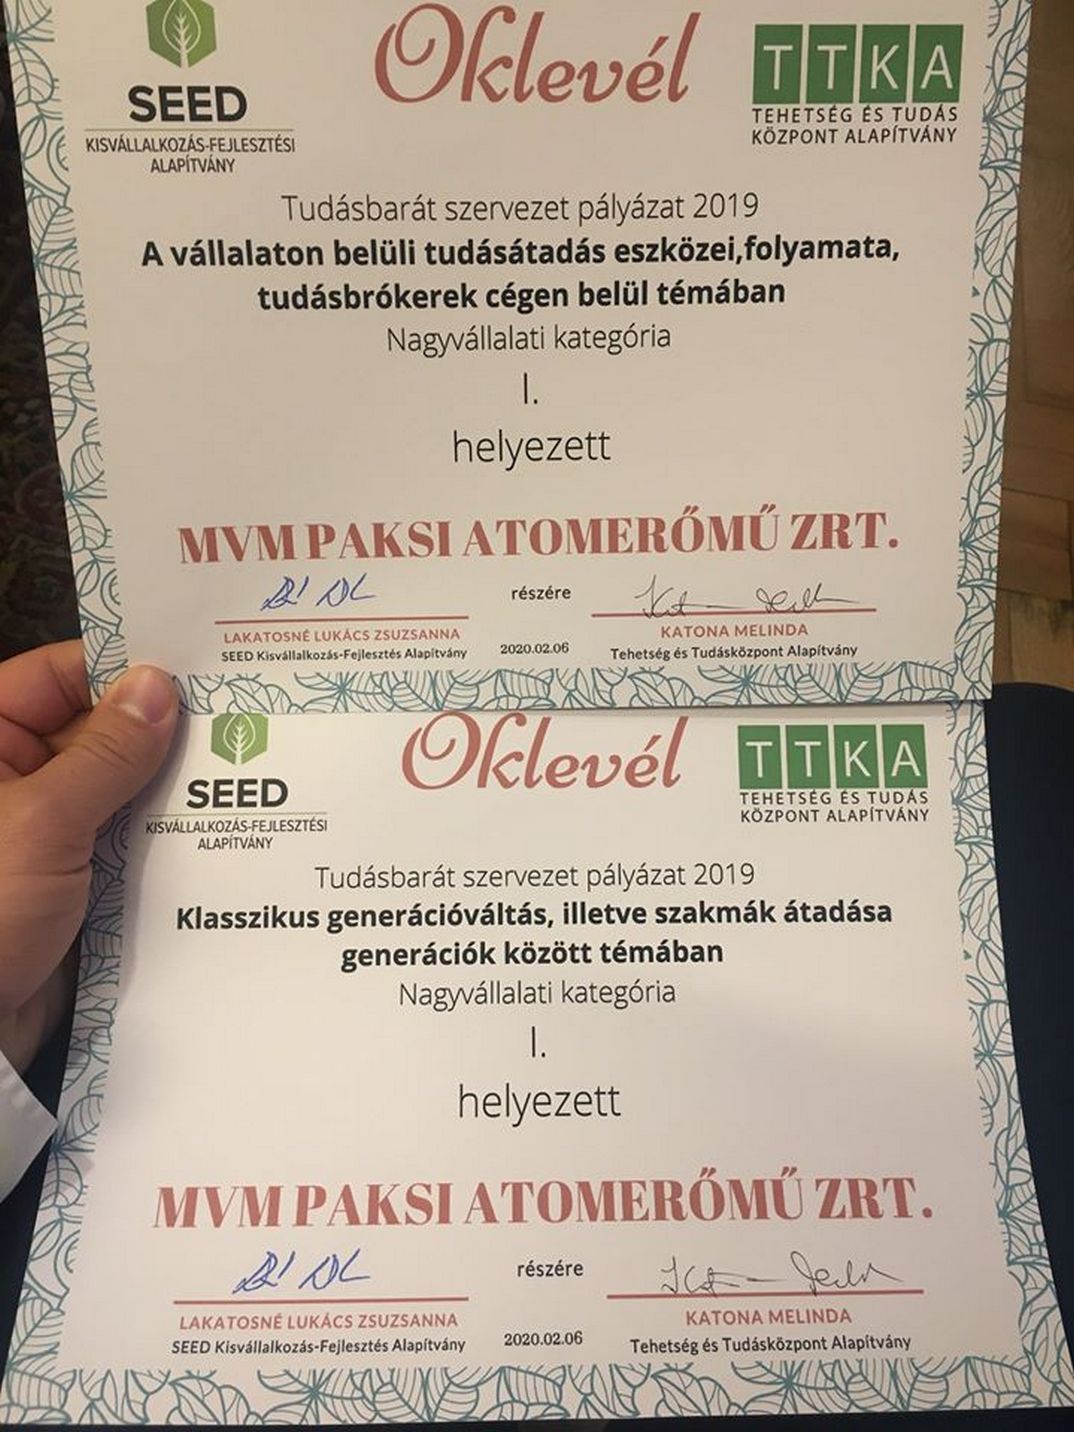 SEED
KISVÁLLALKOZÁS-FEJLESZTÉSI
ALAPÍTVÁNY
Oklevél
TTKA
TEHETSÉG ÉS TUDÁS
KÖZPONT ALAPÍTVÁNY
Tudásbarát szervezet pályázat 2019
A vállalaton belüli tudásátadás eszközei,folyamata,
tudásbrókerek cégen belül témában
Nagyvállalati kategória
I.
helyezett
MVM PAKSI ATOMERŐMŰ ZRT.
részére
LAKATOSNÉ LUKÁCS ZSUZSANNA
SEED Kisvállalkozás-Fejlesztés Alapítvány
2020.02.06
KATONA MELINDA
Tehetség és Tudásközpont Alapítvány
SEED
KISVÁLLALKOZÁS-FEJLESZTÉSI
ALAPÍTVÁNY
Oklevél
TTKA
TEHETSÉG ÉS TUDÁS
KÖZPONT ALAPÍTVÁNY
Tudásbarát szervezet pályázat 2019
Klasszikus generációváltás, illetve szakmák átadása
generációk között témában
Nagyvállalati kategória
I.
helyezett
MVM PAKSI ATOMERŐMŰ ZRT.
részére
LAKATOSNÉ LUKÁCS ZSUZSANNA
SEED Kisvállalkozás-Fejlesztés Alapítvány
2020.02.06
KATONA MELINDA
Tehetség és Tudásközpont Alapítvány